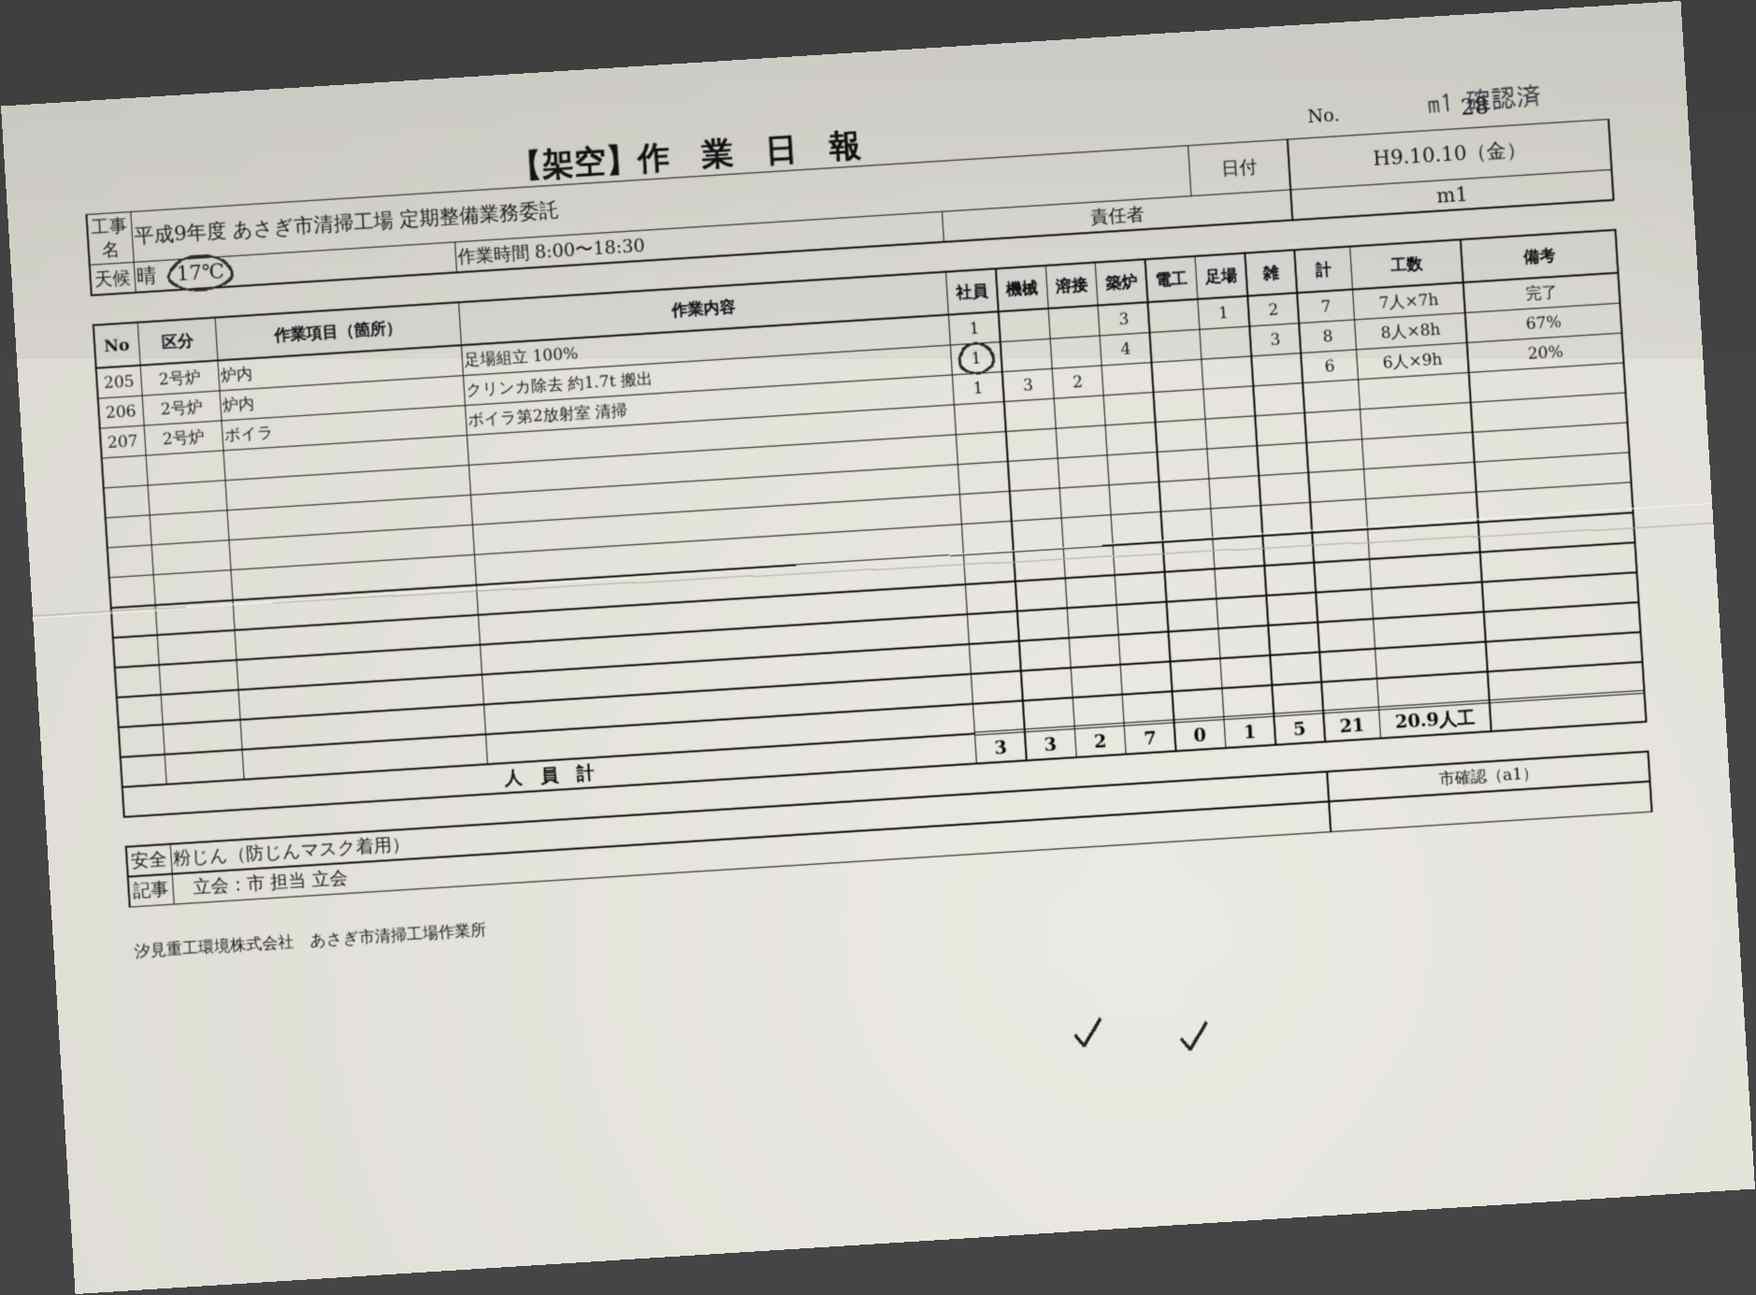 m1 確認済
No. 28
【架空】作 業 日 報
工事名 平成9年度 あさぎ市清掃工場 定期整備業務委託 日付 H9.10.10（金）
天候 晴 17℃ 作業時間 8:00〜18:30 責任者 m1
No 区分 作業項目（箇所） 作業内容 社員 機械 溶接 築炉 電工 足場 雑 計 工数 備考
205 2号炉 炉内 足場組立 100% 1 3 1 2 7 7人×7h 完了
206 2号炉 炉内 クリンカ除去 約1.7t 搬出 1 4 3 8 8人×8h 67%
207 2号炉 ボイラ ボイラ第2放射室 清掃 1 3 2 6 6人×9h 20%
人 員 計 3 3 2 7 0 1 5 21 20.9人工
安全 粉じん（防じんマスク着用） 市確認（a1）
記事 立会：市 担当 立会
汐見重工環境株式会社 あさぎ市清掃工場作業所